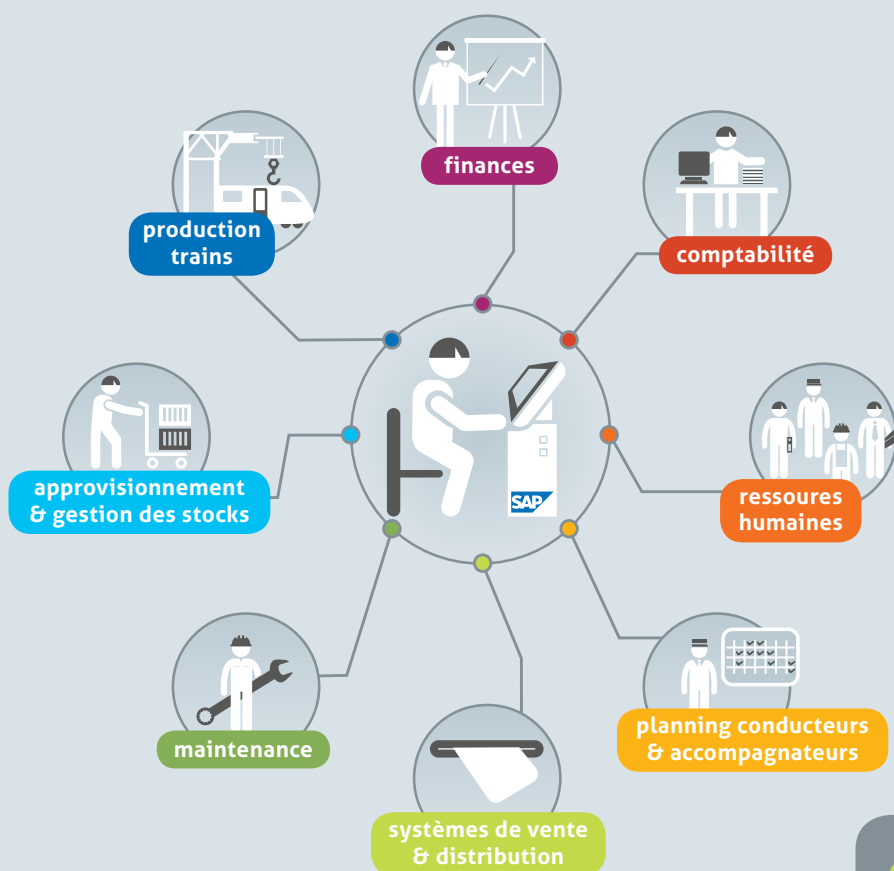 finances
production
trains
comptabilité
approvisionnement
& gestion des stocks
ressoures
humaines
SAP
maintenance
planning conducteurs
& accompagnateurs
systèmes de vente
& distribution